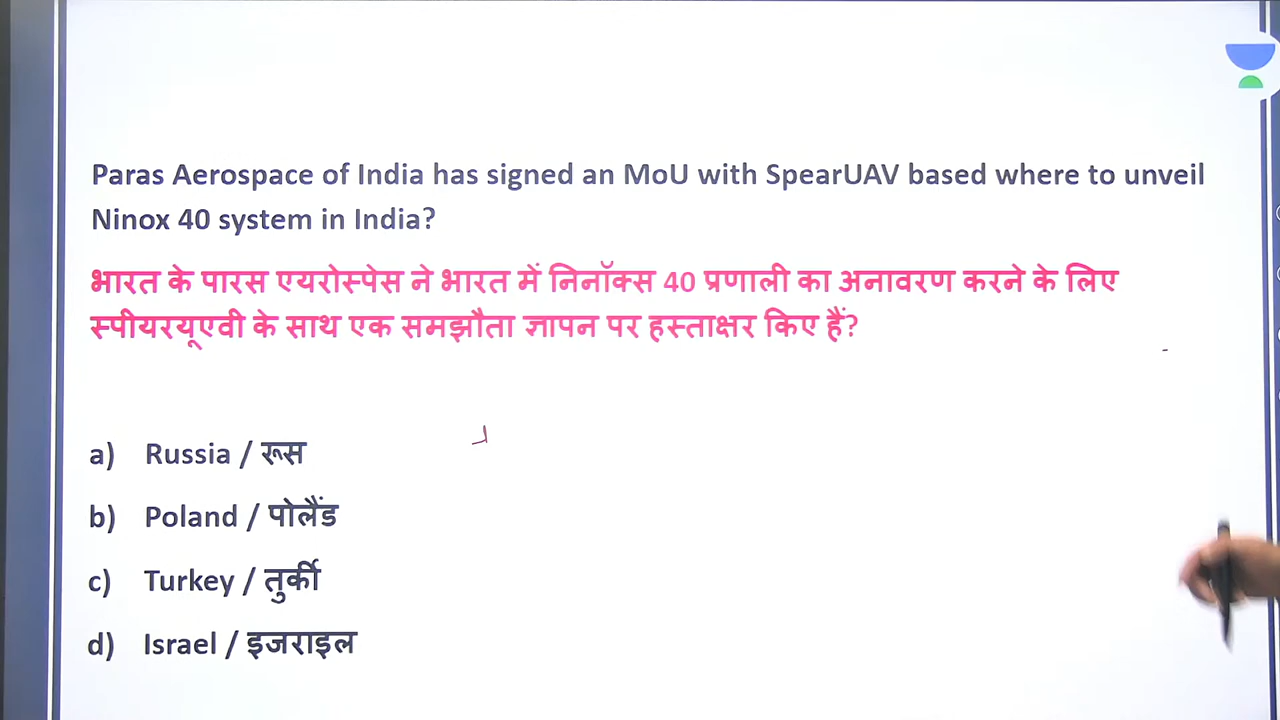 Paras Aerospace of India has signed an MoU with SpearUAV based where to unveil
Ninox 40 system in India?
भारत के पारस एयरोस्पेस ने भारत में निनॉक्स 40 प्रणाली का अनावरण करने के लिए
स्पीयरयूएवी के साथ एक समझौता ज्ञापन पर हस्ताक्षर किए हैं?
a) Russia / रूस
b) Poland / पोलैंड
c) Turkey / तुर्की
d) Israel / इजराइल